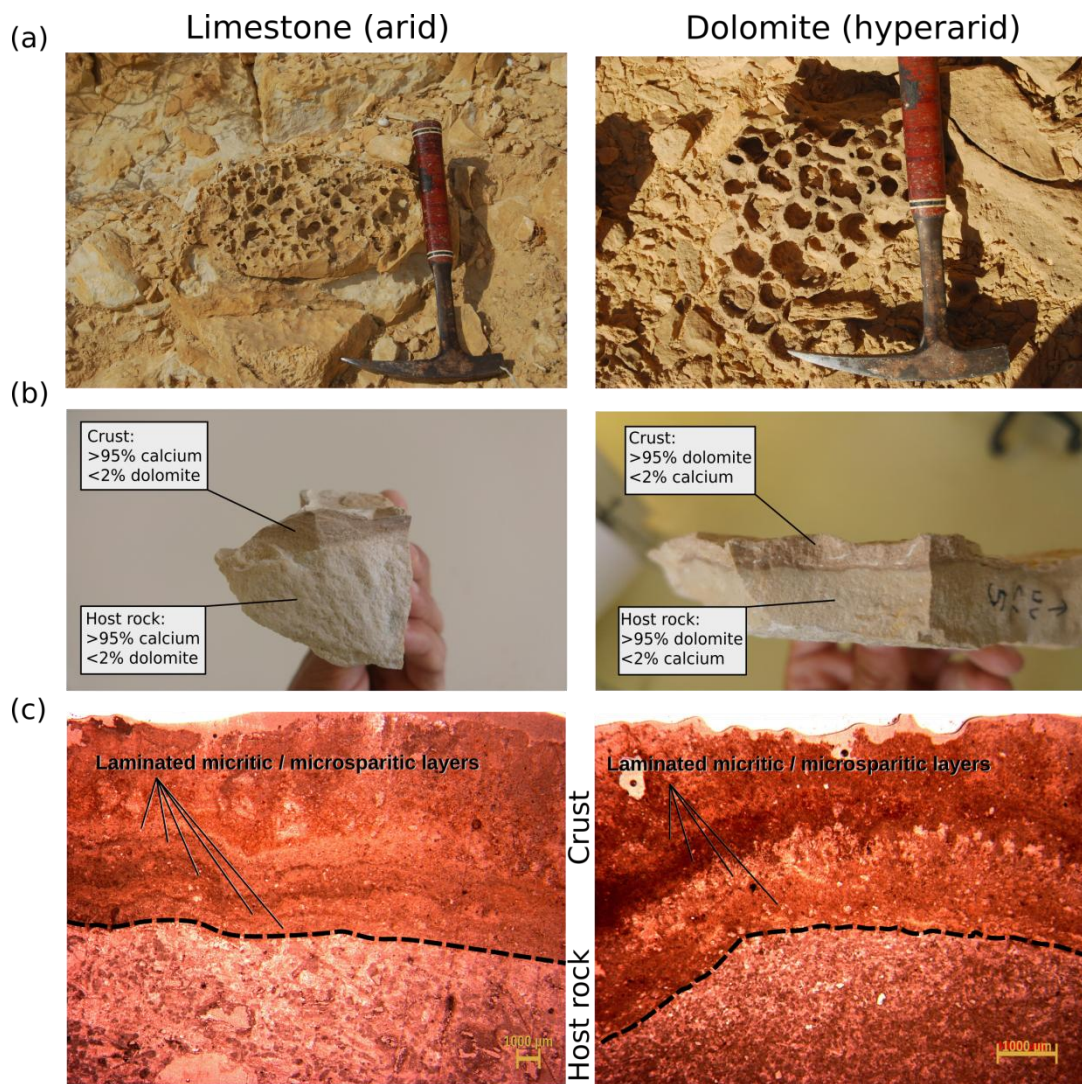 Limestone (arid)
Dolomite (hyperarid)
(a)
(b)
Crust:
>95% calcium
<2% dolomite
Host rock:
>95% calcium
<2% dolomite
Crust:
>95% dolomite
<2% calcium
Host rock:
>95% dolomite
<2% calcium
(c)
Laminated micritic / microsparitic layers
Laminated micritic / microsparitic layers
Crust
Host rock
1000 µm
1000 µm